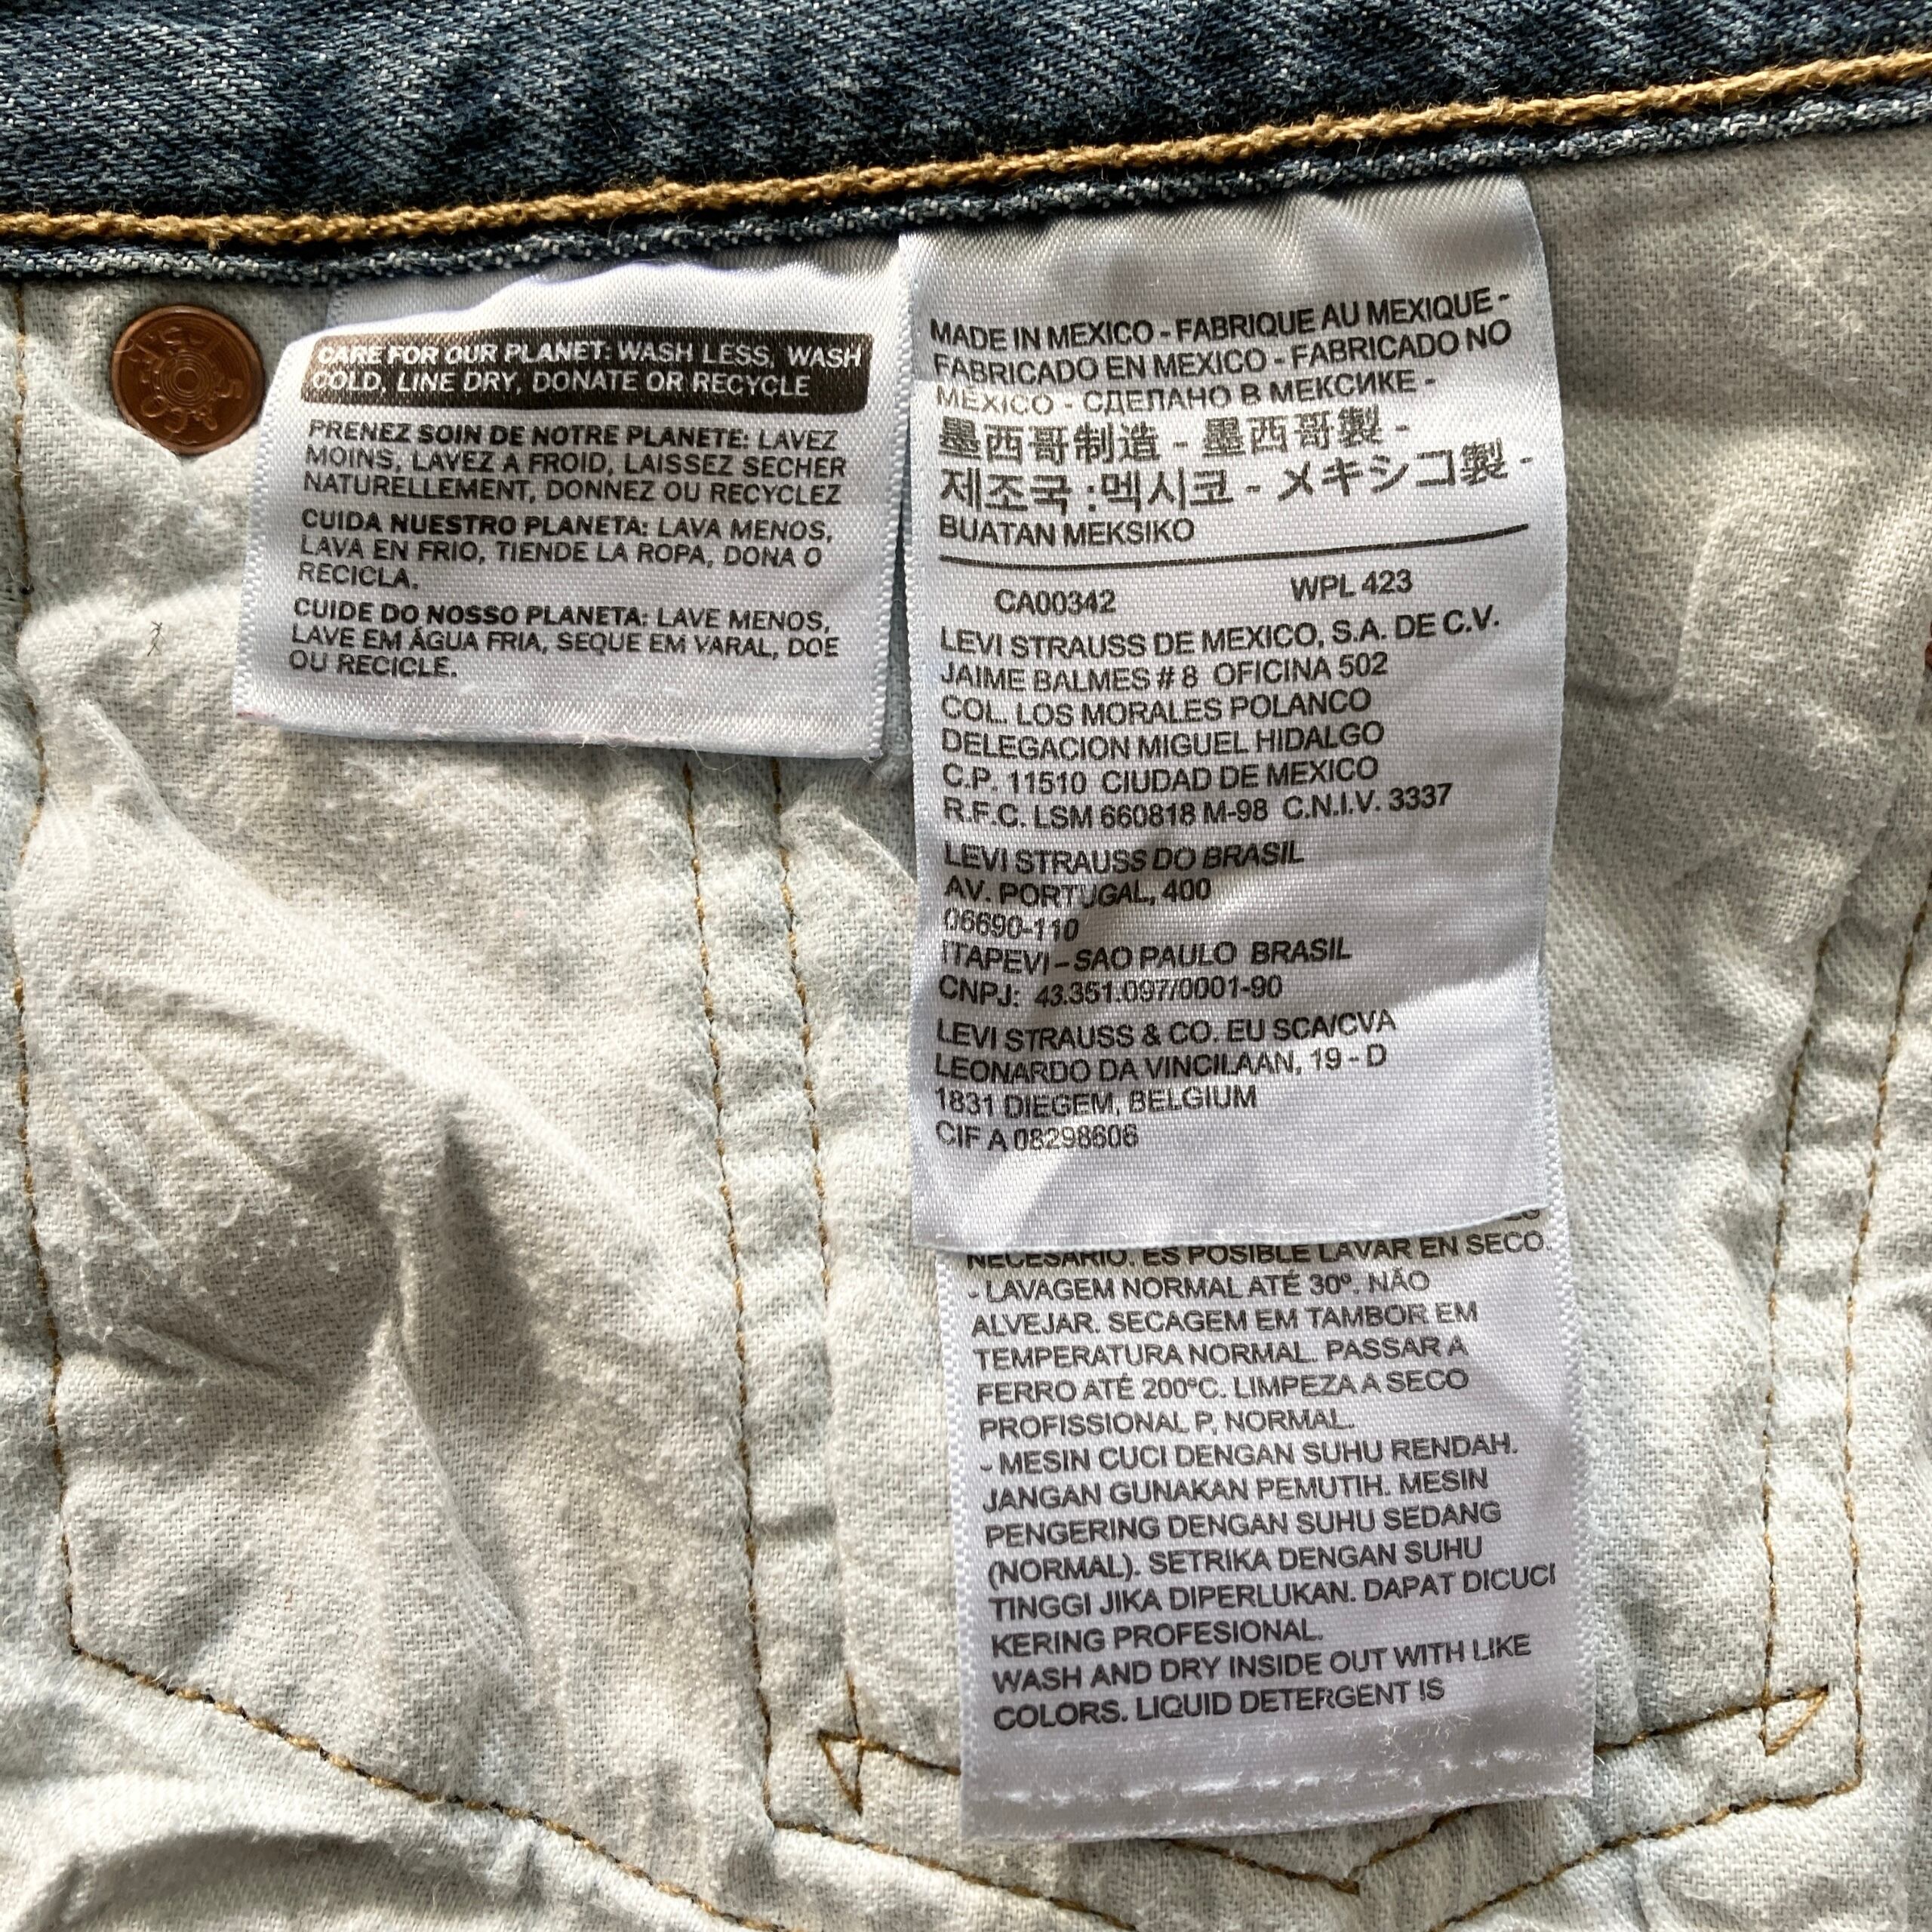 CARE FOR OUR PLANET: WASH LESS, WASH
COLD, LINE DRY, DONATE OR RECYCLE
PRENEZ SOIN DE NOTRE PLANETE: LAVEZ
MOINS, LAVEZ A FROID, LAISSEZ SECHER
NATURELLEMENT, DONNEZ OU RECYCLEZ
CUIDA NUESTRO PLANETA: LAVA MENOS,
LAVA EN FRIO, TIENDE LA ROPA, DONA O
RECICLA.
CUIDE DO NOSSO PLANETA: LAVE MENOS,
LAVE EM ÁGUA FRIA, SEQUE EM VARAL, DOE
OU RECICLE.
MADE IN MEXICO - FABRIQUE AU MEXIQUE -
FABRICADO EN MEXICO - FABRICADO NO
MEXICO - СДЕЛАНО В МЕКСИКЕ -
墨西哥制造 - 墨西哥製 -
제조국 :멕시코 - メキシコ製 -
BUATAN MEKSIKO
CA00342 WPL 423
LEVI STRAUSS DE MEXICO, S.A. DE C.V.
JAIME BALMES # 8 OFICINA 502
COL. LOS MORALES POLANCO
DELEGACION MIGUEL HIDALGO
C.P. 11510 CIUDAD DE MEXICO
R.F.C. LSM 660818 M-98 C.N.I.V. 3337
LEVI STRAUSS DO BRASIL
AV. PORTUGAL, 400
06690-110
ITAPEVI – SAO PAULO BRASIL
CNPJ: 43.351.097/0001-90
LEVI STRAUSS & CO. EU SCA/CVA
LEONARDO DA VINCILAAN, 19 - D
1831 DIEGEM, BELGIUM
CIF A 08298606
NECESARIO. ES POSIBLE LAVAR EN SECO.
- LAVAGEM NORMAL ATÉ 30º. NÃO
ALVEJAR. SECAGEM EM TAMBOR EM
TEMPERATURA NORMAL. PASSAR A
FERRO ATÉ 200ºC. LIMPEZA A SECO
PROFISSIONAL P, NORMAL.
- MESIN CUCI DENGAN SUHU RENDAH.
JANGAN GUNAKAN PEMUTIH. MESIN
PENGERING DENGAN SUHU SEDANG
(NORMAL). SETRIKA DENGAN SUHU
TINGGI JIKA DIPERLUKAN. DAPAT DICUCI
KERING PROFESIONAL.
WASH AND DRY INSIDE OUT WITH LIKE
COLORS. LIQUID DETERGENT IS